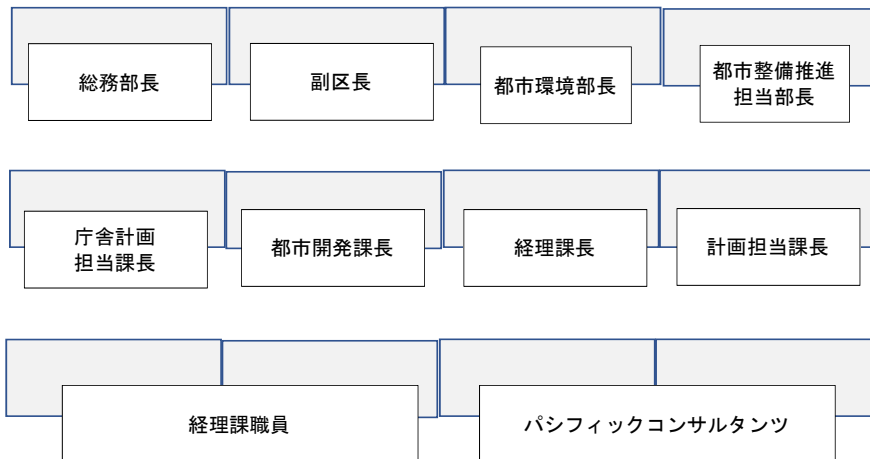 総務部長
副区長
都市環境部長
都市整備推進
担当部長
庁舎計画
担当課長
都市開発課長
経理課長
計画担当課長
経理課職員
パシフィックコンサルタンツ